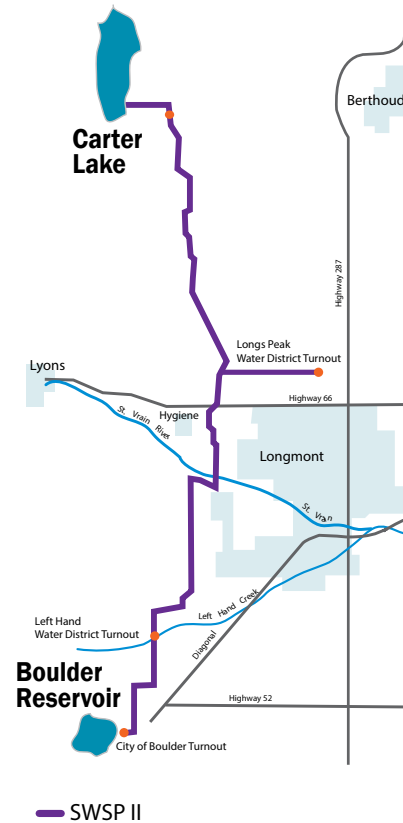 Berthoud
Carter
Lake
Highway 287
Longs Peak
Water District Turnout
Lyons
Highway 66
St. Vrain River
Hygiene
Longmont
St. Vrain
Left Hand
Water District Turnout
Left Hand Creek
Diagonal
Boulder
Reservoir
Highway 52
City of Boulder Turnout
SWSP II